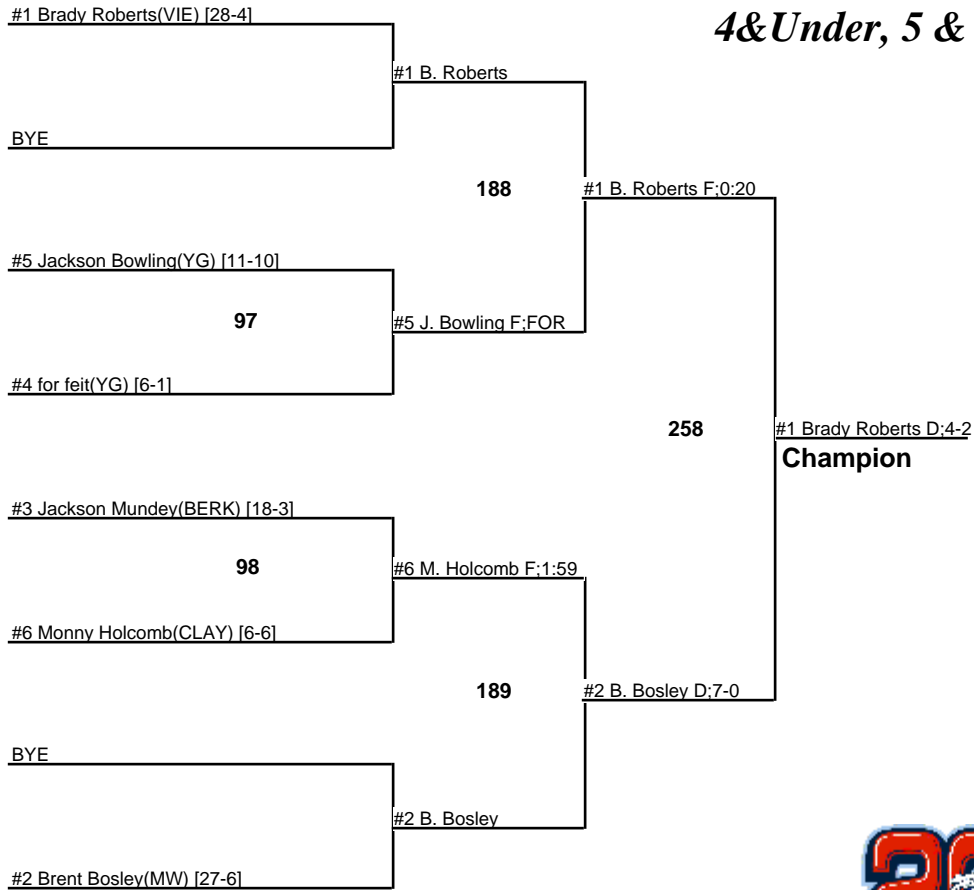 #1 Brady Roberts(VIE) [28-4]
4&Under, 5 &
#1 B. Roberts
BYE
188
#1 B. Roberts F;0:20
#5 Jackson Bowling(YG) [11-10]
97
#5 J. Bowling F;FOR
#4 for feit(YG) [6-1]
258
#1 Brady Roberts D;4-2
Champion
#3 Jackson Mundey(BERK) [18-3]
98
#6 M. Holcomb F;1:59
#6 Monny Holcomb(CLAY) [6-6]
189
#2 B. Bosley D;7-0
BYE
#2 B. Bosley
#2 Brent Bosley(MW) [27-6]